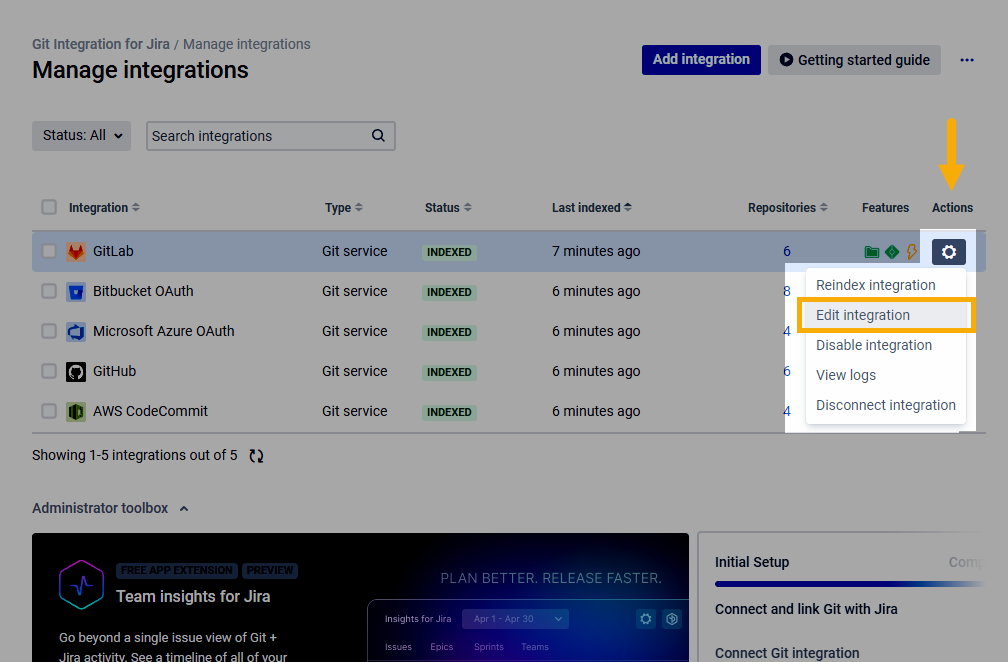 Git Integration for Jira / Manage integrations
Manage integrations
Add integration
Getting started guide
Status: All
Search integrations
Integration Type Status Last indexed Repositories Features Actions
GitLab Git service INDEXED 7 minutes ago 6
Bitbucket OAuth Git service INDEXED 6 minutes ago 8
Microsoft Azure OAuth Git service INDEXED 6 minutes ago 4
GitHub Git service INDEXED 6 minutes ago 6
AWS CodeCommit Git service INDEXED 6 minutes ago 4
Reindex integration
Edit integration
Disable integration
View logs
Disconnect integration
Showing 1-5 integrations out of 5
Administrator toolbox
FREE APP EXTENSION PREVIEW
Team insights for Jira
Go beyond a single issue view of Git +
Jira activity. See a timeline of all of your
PLAN BETTER. RELEASE FASTER.
Insights for Jira Apr 1 - Apr 30
Issues Epics Sprints Teams
Initial Setup
Connect and link Git with Jira
Connect Git integration